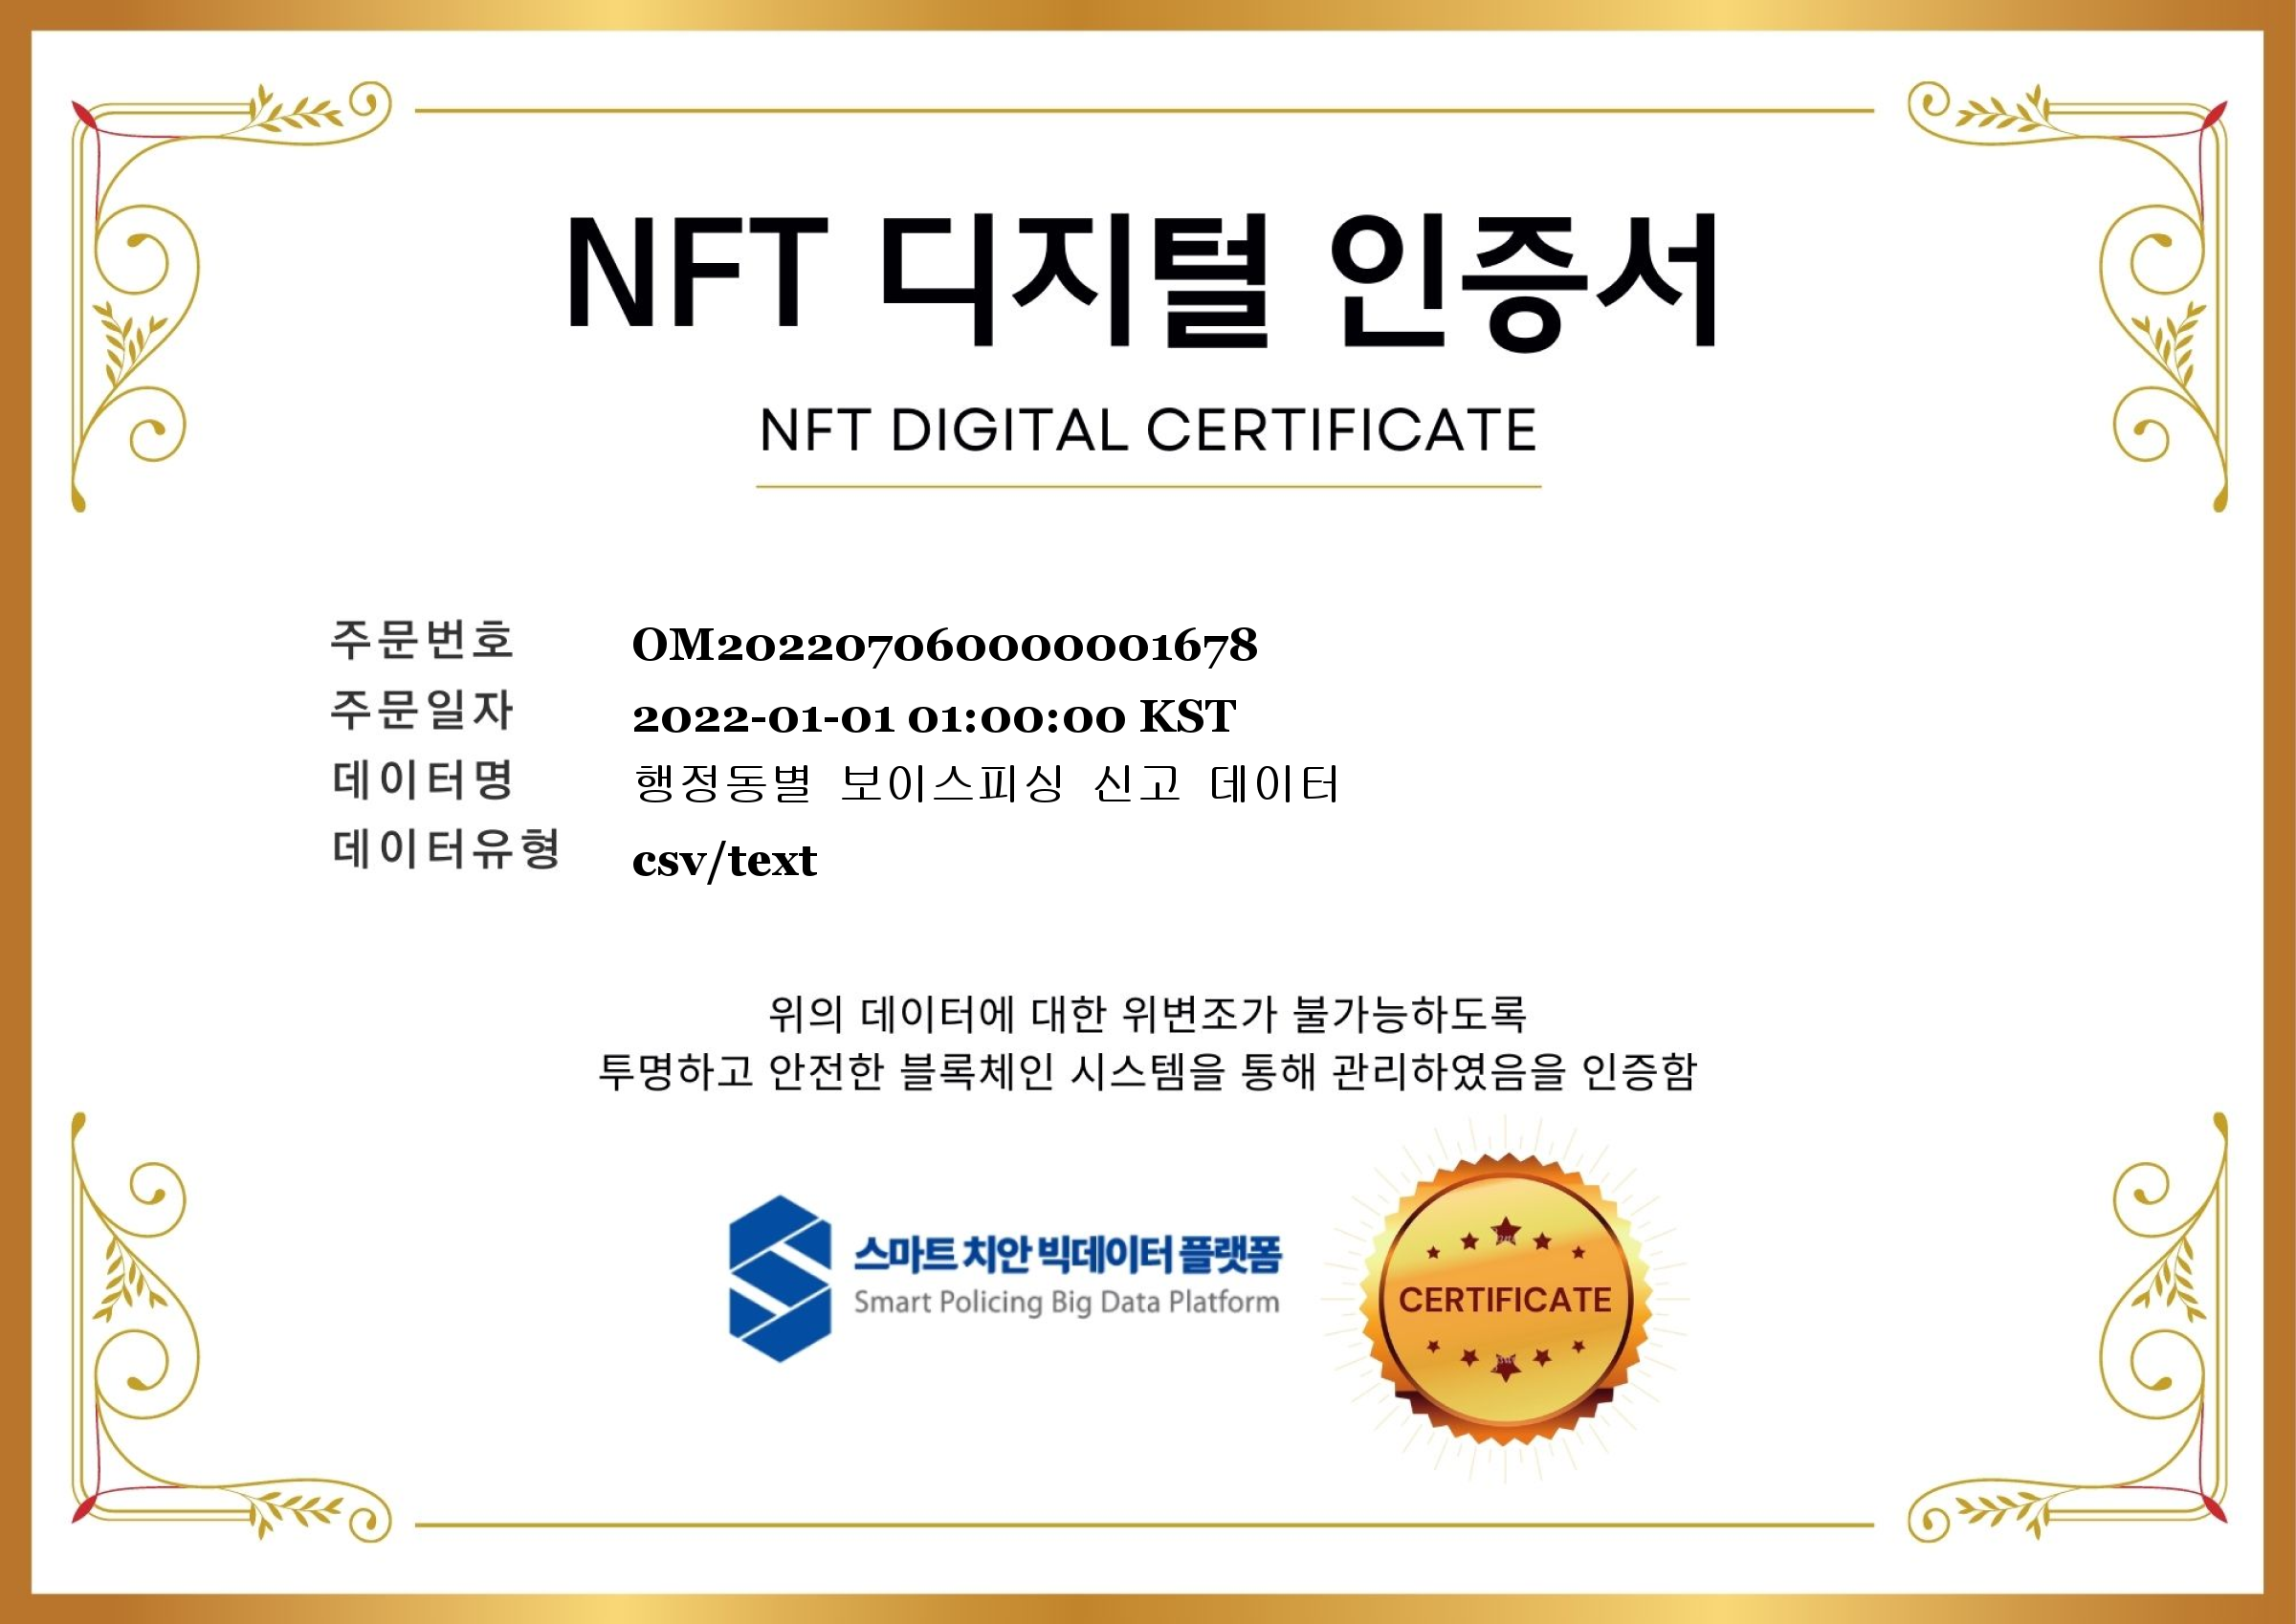 NFT 디지털 인증서
NFT DIGITAL CERTIFICATE
주문번호 OM2022070600000001678
주문일자 2022-01-01 01:00:00 KST
데이터명 행정동별 보이스피싱 신고 데이터
데이터유형 csv/text
위의 데이터에 대한 위변조가 불가능하도록
투명하고 안전한 블록체인 시스템을 통해 관리하였음을 인증함
스마트 치안 빅데이터 플랫폼
Smart Policing Big Data Platform
CERTIFICATE